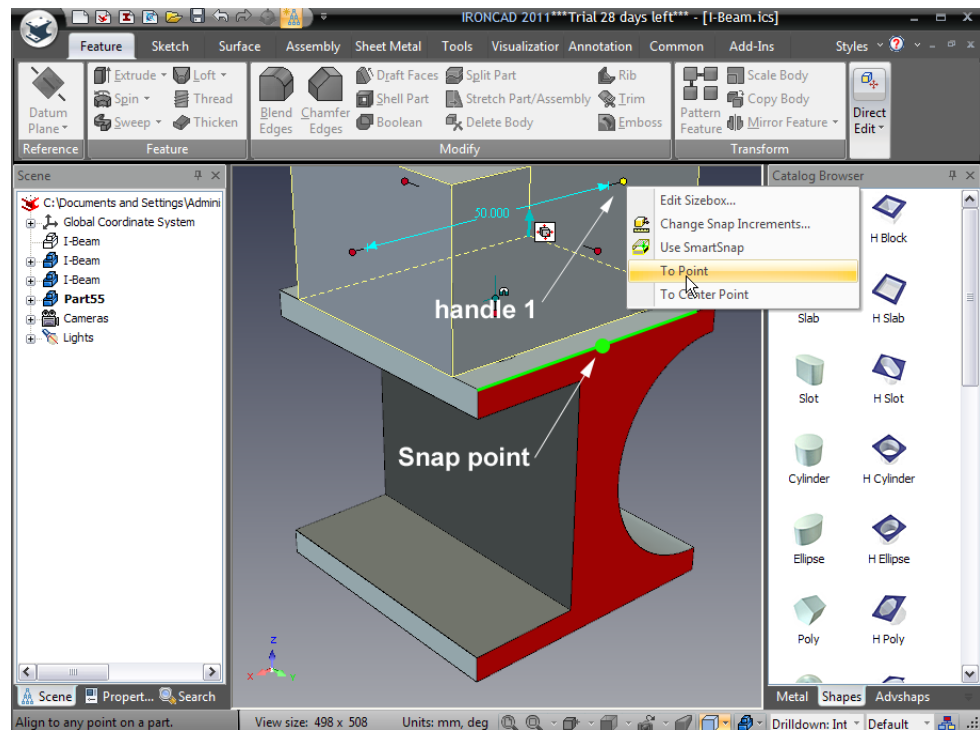 IRONCAD 2011***Trial 28 days left*** - [I-Beam.ics]
Feature Sketch Surface Assembly Sheet Metal Tools Visualization Annotation Common Add-Ins Styles
Extrude Loft Draft Faces Split Part Rib Scale Body
Spin Thread Shell Part Stretch Part/Assembly Trim Copy Body
Sweep Thicken Boolean Delete Body Emboss Mirror Feature
Datum Plane
Blend Edges
Chamfer Edges
Pattern Feature
Direct Edit
Reference Feature Modify Transform
Scene
Catalog Browser
C:\Documents and Settings\Admini
Global Coordinate System
I-Beam
I-Beam
I-Beam
Part55
Cameras
Lights
50.000
handle 1
Snap point
Edit Sizebox...
Change Snap Increments...
Use SmartSnap
To Point
To Center Point
z
x
H Block
Slab H Slab
Slot H Slot
Cylinder H Cylinder
Ellipse H Ellipse
Poly H Poly
Scene Propert... Search
Metal Shapes Advshaps
Align to any point on a part. View size: 498 x 508 Units: mm, deg Drilldown: Int Default